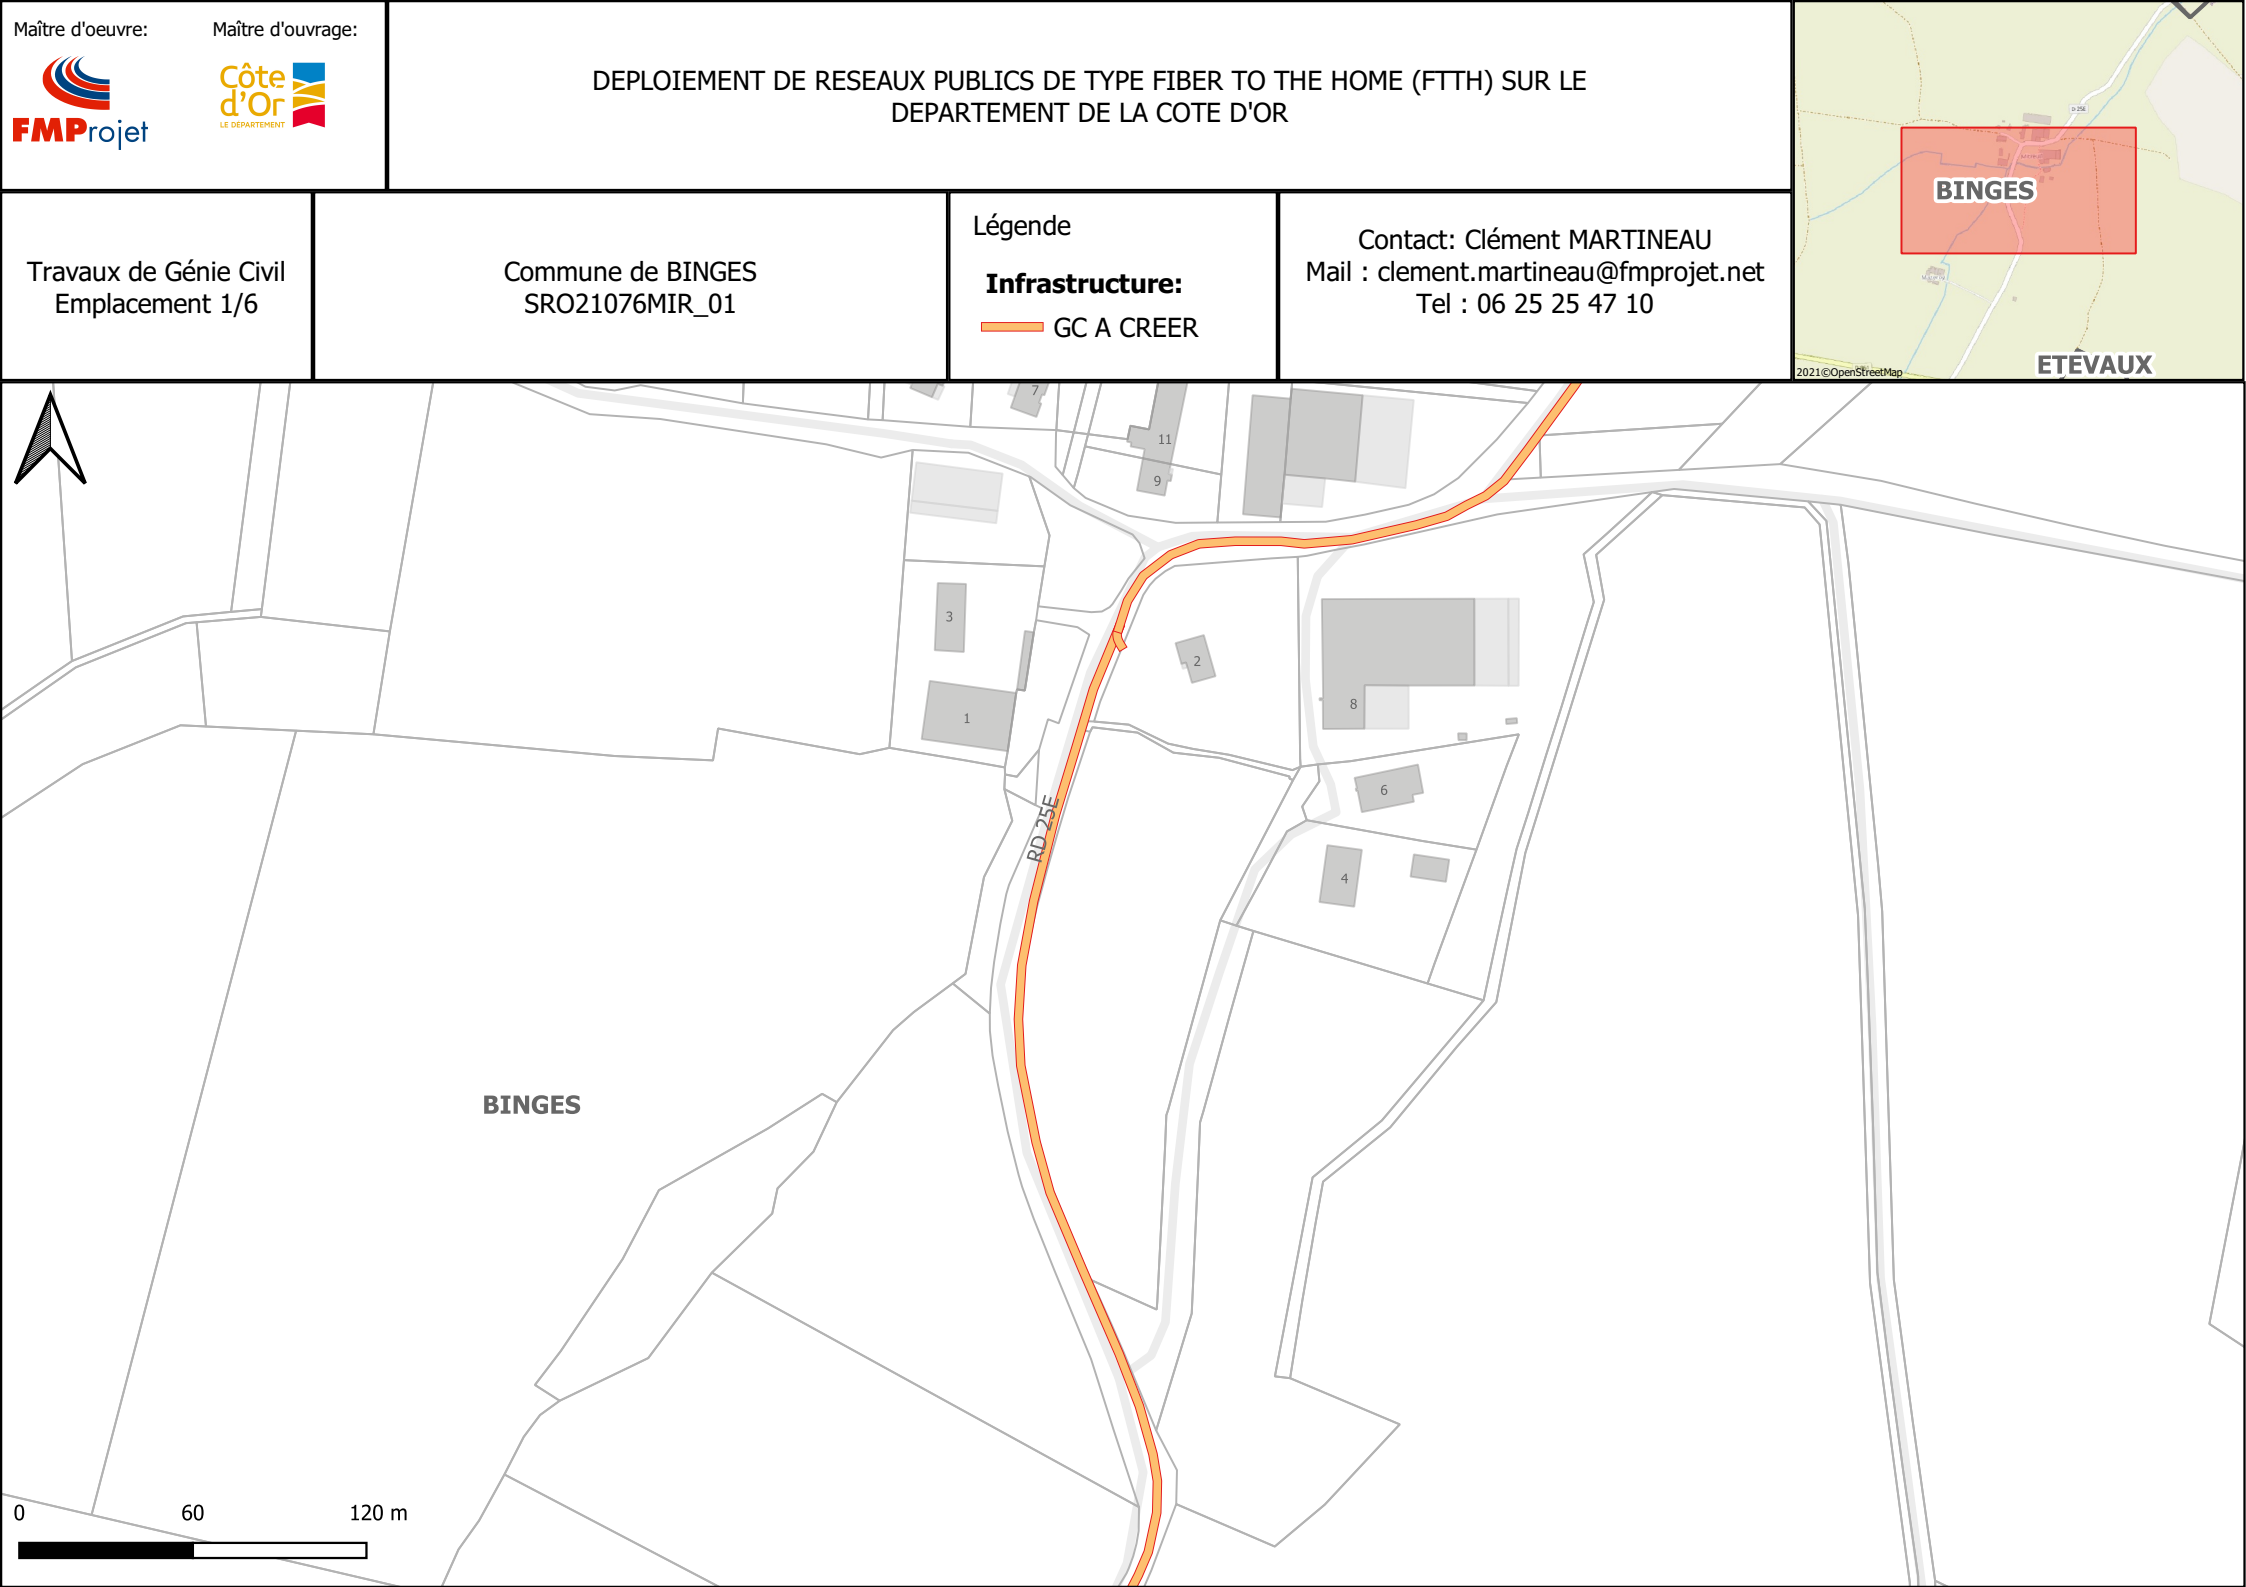 Maître d'oeuvre:
Maître d'ouvrage:
FMProjet
Côte
d'Or
LE DÉPARTEMENT
DEPLOIEMENT DE RESEAUX PUBLICS DE TYPE FIBER TO THE HOME (FTTH) SUR LE
DEPARTEMENT DE LA COTE D'OR
Travaux de Génie Civil
Emplacement 1/6
Commune de BINGES
SRO21076MIR_01
Légende
Infrastructure:
GC A CREER
Contact: Clément MARTINEAU
Mail : clement.martineau@fmprojet.net
Tel : 06 25 25 47 10
D 25E
BINGES
ETEVAUX
2021©OpenStreetMap
7
11
9
3
2
1
8
6
4
RD 25E
BINGES
0
60
120 m